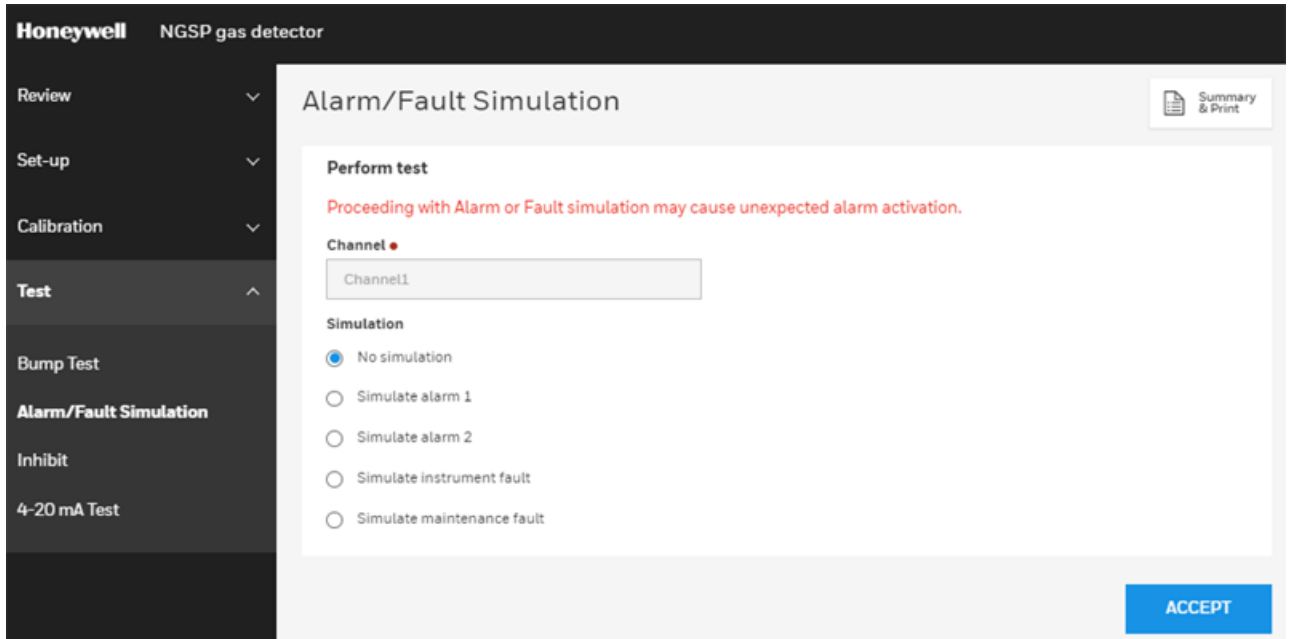 Honeywell NGSP gas detector
Review
Set-up
Calibration
Test
Bump Test
Alarm/Fault Simulation
Inhibit
4-20 mA Test
Alarm/Fault Simulation
Summary
& Print
Perform test
Proceeding with Alarm or Fault simulation may cause unexpected alarm activation.
Channel
Channel1
Simulation
No simulation
Simulate alarm 1
Simulate alarm 2
Simulate instrument fault
Simulate maintenance fault
ACCEPT